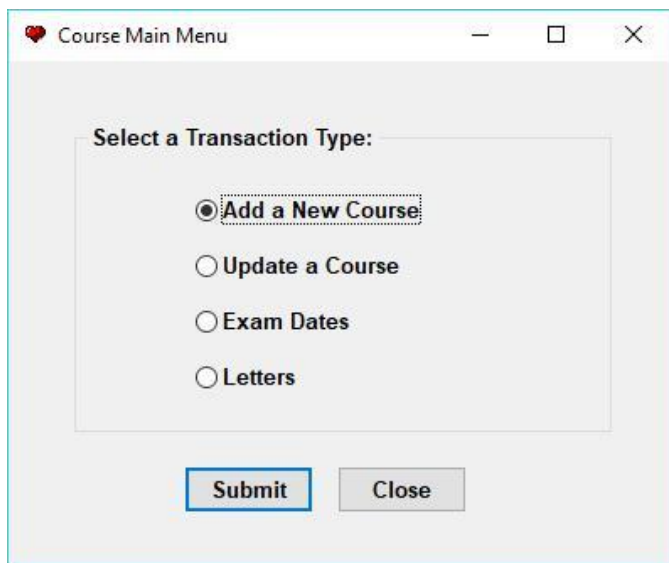 Course Main Menu
Select a Transaction Type:
Add a New Course
Update a Course
Exam Dates
Letters
Submit Close